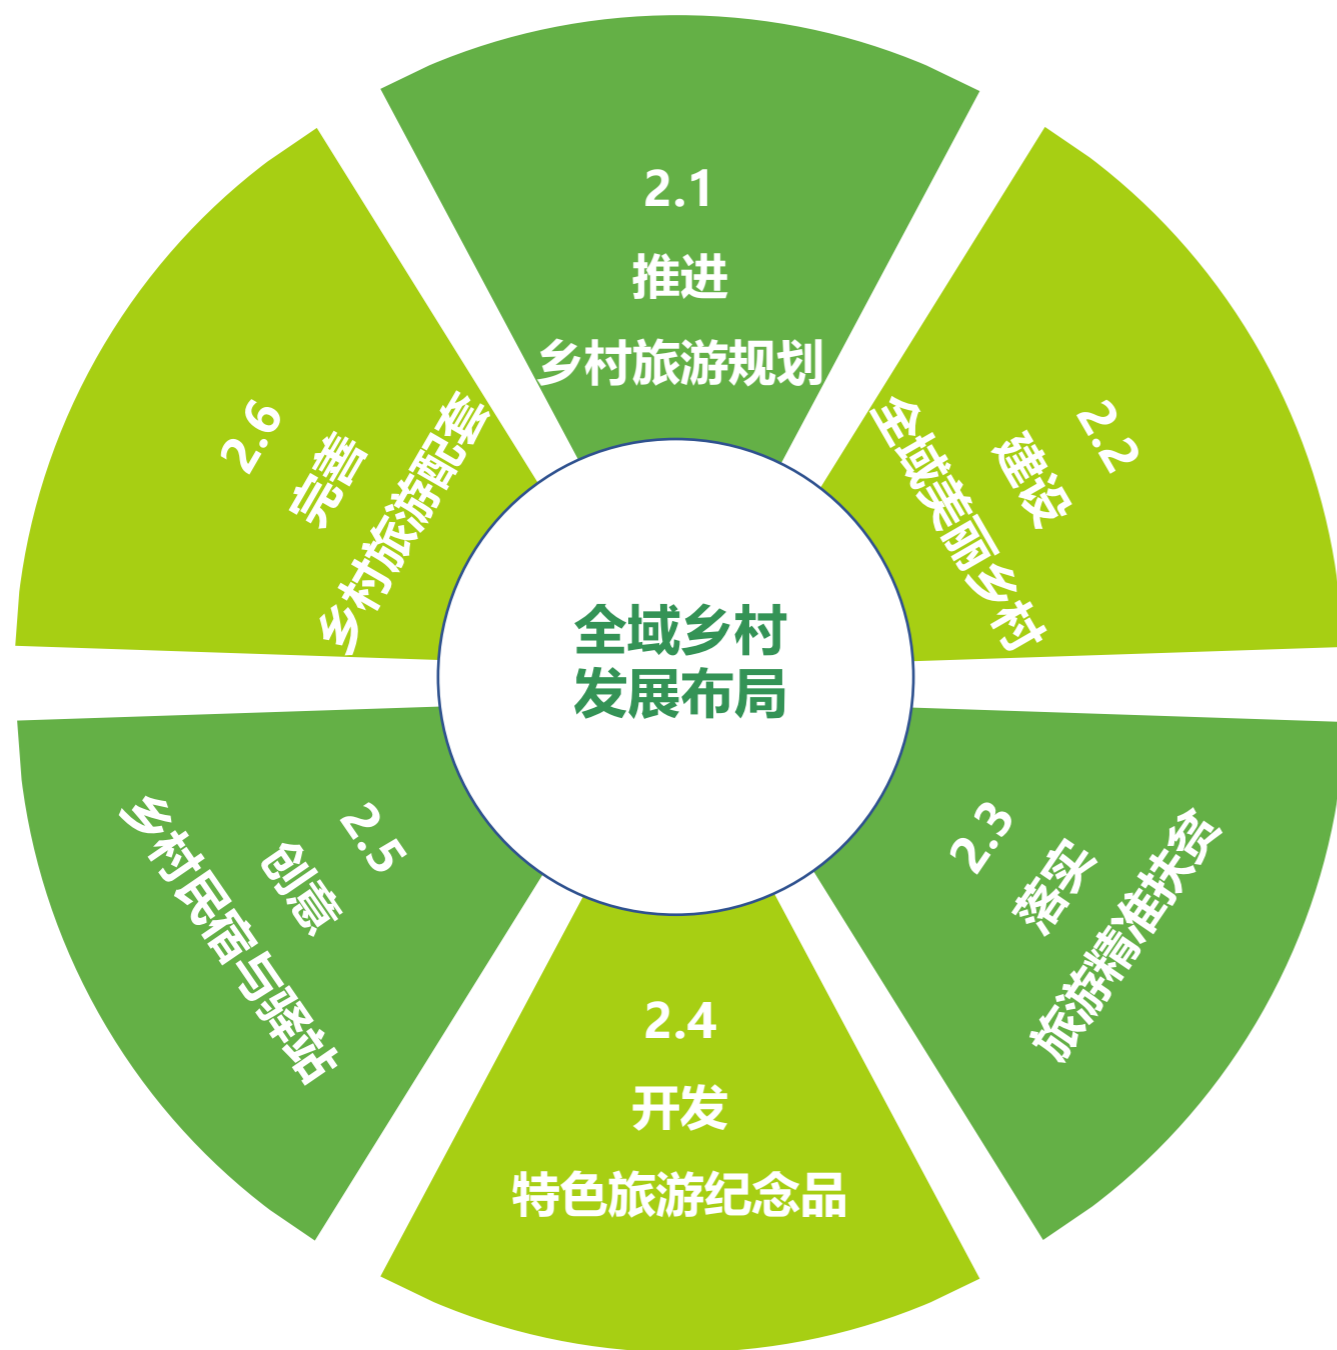 全域乡村
发展布局
2.1
推进
乡村旅游规划
2.2
建设
全域美丽乡村
2.3
落实
旅游精准扶贫
2.4
开发
特色旅游纪念品
2.5
创意
乡村民宿与驿站
2.6
完善
乡村旅游配套